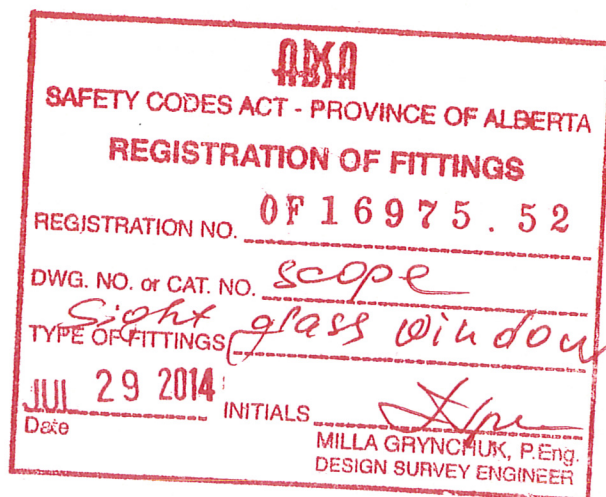 ABSA
SAFETY CODES ACT - PROVINCE OF ALBERTA
REGISTRATION OF FITTINGS
REGISTRATION NO. 0F16975.52
DWG. NO. or CAT. NO. scope
TYPE OF FITTINGS Sight glass window
JUL 29 2014 INITIALS
Date
MILLA GRYNCHUK, P.Eng.
DESIGN SURVEY ENGINEER